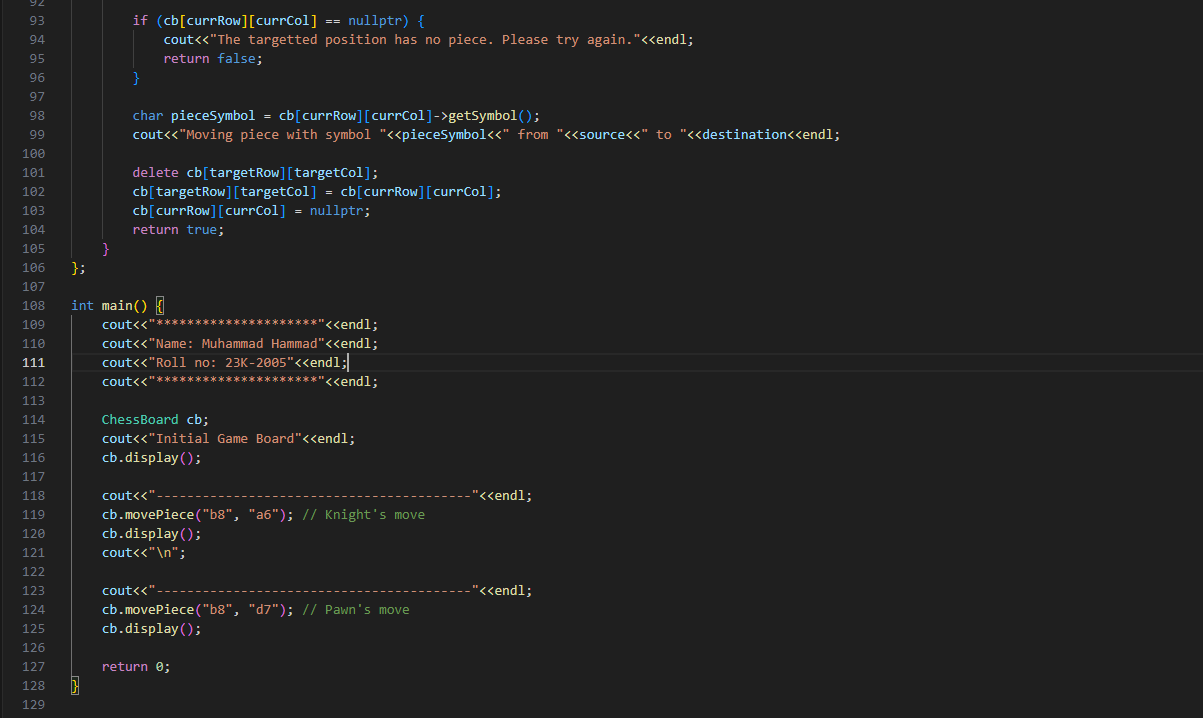 92
93 if (cb[currRow][currCol] == nullptr) {
94 cout<<"The targetted position has no piece. Please try again."<<endl;
95 return false;
96 }
97
98 char pieceSymbol = cb[currRow][currCol]->getSymbol();
99 cout<<"Moving piece with symbol "<<pieceSymbol<<" from "<<source<<" to "<<destination<<endl;
100
101 delete cb[targetRow][targetCol];
102 cb[targetRow][targetCol] = cb[currRow][currCol];
103 cb[currRow][currCol] = nullptr;
104 return true;
105 }
106 };
107
108 int main() {
109 cout<<"*********************"<<endl;
110 cout<<"Name: Muhammad Hammad"<<endl;
111 cout<<"Roll no: 23K-2005"<<endl;
112 cout<<"*********************"<<endl;
113
114 ChessBoard cb;
115 cout<<"Initial Game Board"<<endl;
116 cb.display();
117
118 cout<<"-----------------------------------------"<<endl;
119 cb.movePiece("b8", "a6"); // Knight's move
120 cb.display();
121 cout<<"\n";
122
123 cout<<"-----------------------------------------"<<endl;
124 cb.movePiece("b8", "d7"); // Pawn's move
125 cb.display();
126
127 return 0;
128 }
129